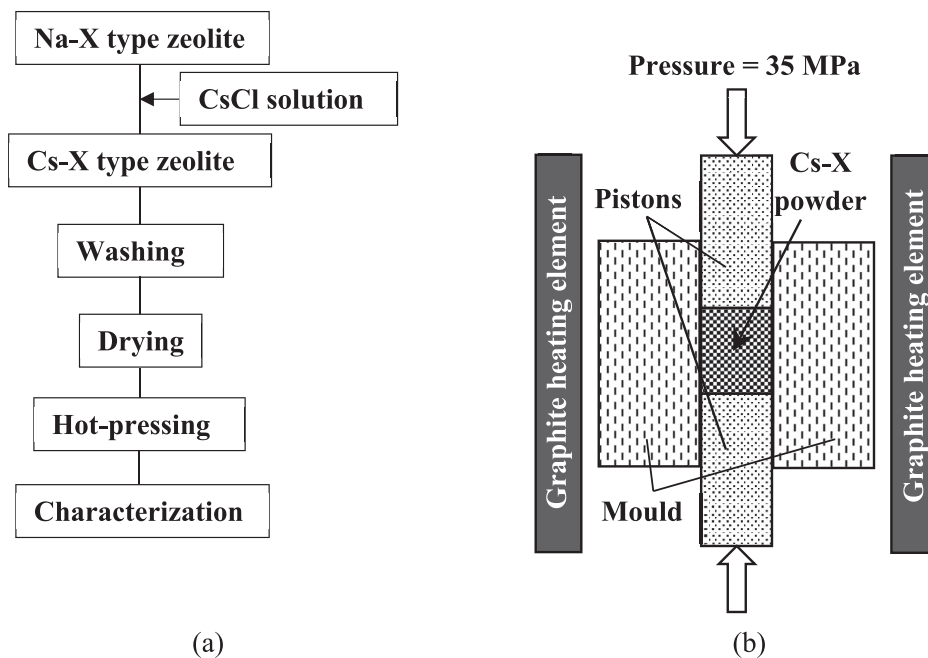 Na-X type zeolite
CsCl solution
Cs-X type zeolite
Washing
Drying
Hot-pressing
Characterization
(a)
Pressure = 35 MPa
Graphite heating element
Pistons
Cs-X
powder
Mould
Graphite heating element
(b)